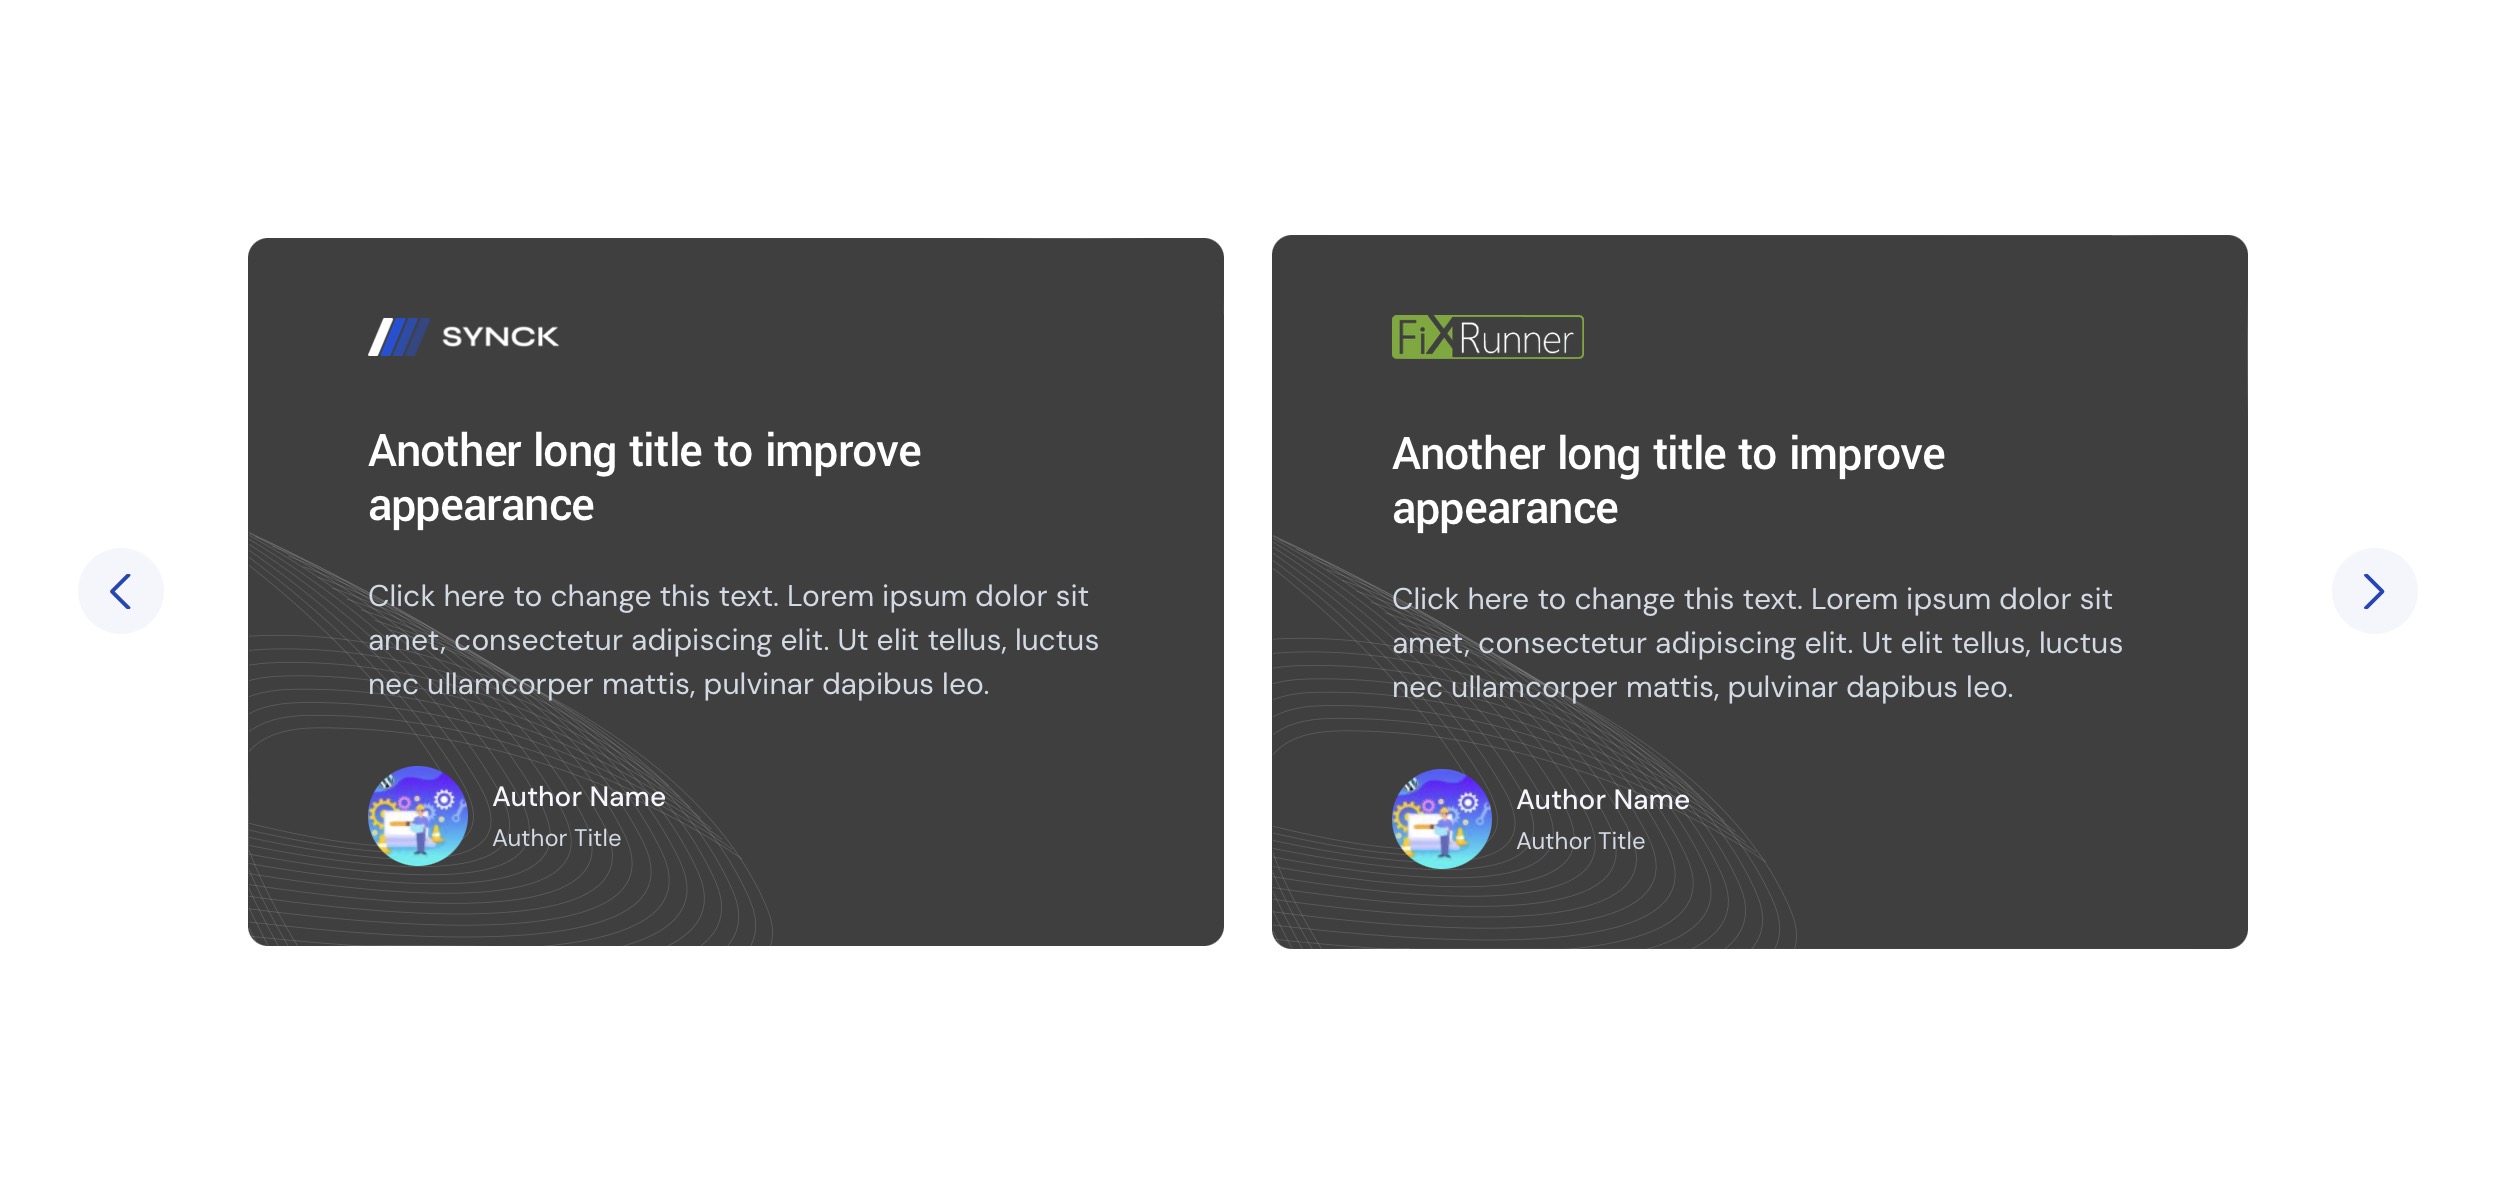 SYNCK
Another long title to improve
appearance
Click here to change this text. Lorem ipsum dolor sit
amet, consectetur adipiscing elit. Ut elit tellus, luctus
nec ullamcorper mattis, pulvinar dapibus leo.
Author Name
Author Title
FiXRunner
Another long title to improve
appearance
Click here to change this text. Lorem ipsum dolor sit
amet, consectetur adipiscing elit. Ut elit tellus, luctus
nec ullamcorper mattis, pulvinar dapibus leo.
Author Name
Author Title